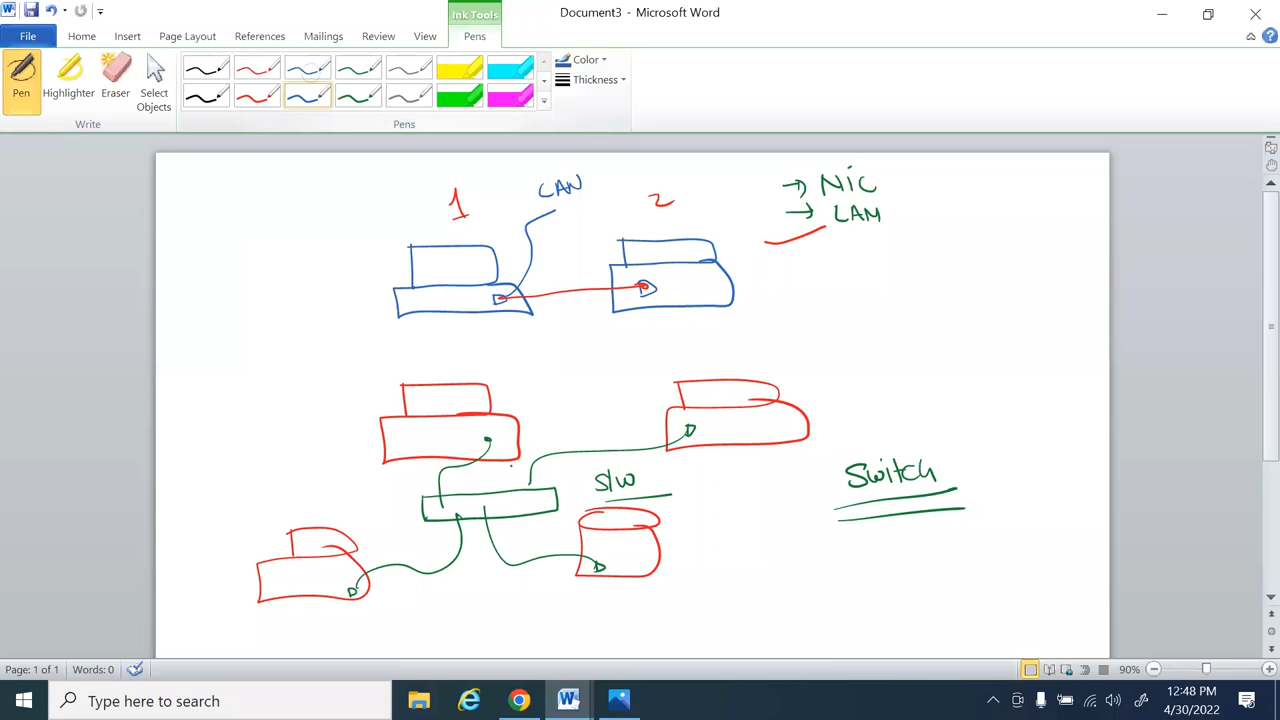 Ink Tools
Document3 - Microsoft Word
File Home Insert Page Layout References Mailings Review View Pens
Pen Highlighter Eraser Select Objects
Color
Thickness
Write
Pens
1 CAN 2 → NiC
→ LAM
S/W Switch
Page: 1 of 1 Words: 0 90%
Type here to search
12:48 PM
4/30/2022